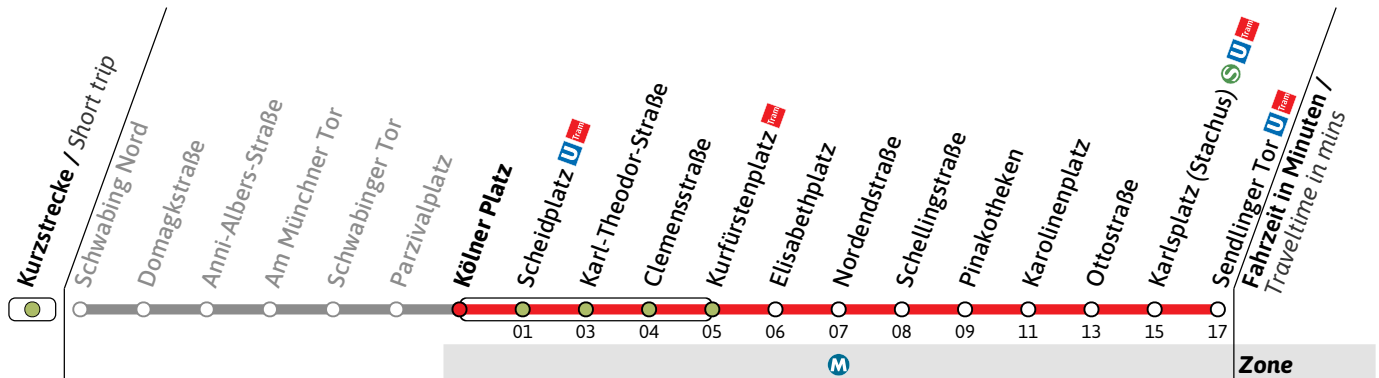 Kurzstrecke / Short trip
Schwabing Nord
Domagkstraße
Anni-Albers-Straße
Am Münchner Tor
Schwabinger Tor
Parzivalplatz
Kölner Platz
Scheidplatz U Tram
Karl-Theodor-Straße
Clemensstraße
Kurfürstenplatz Tram
Elisabethplatz
Nordendstraße
Schellingstraße
Pinakotheken
Karolinenplatz
Ottostraße
Karlsplatz (Stachus) S U Tram
Sendlinger Tor U Tram
Fahrzeit in Minuten /
Traveltime in mins
01 03 04 05 06 07 08 09 11 13 15 17
M
Zone